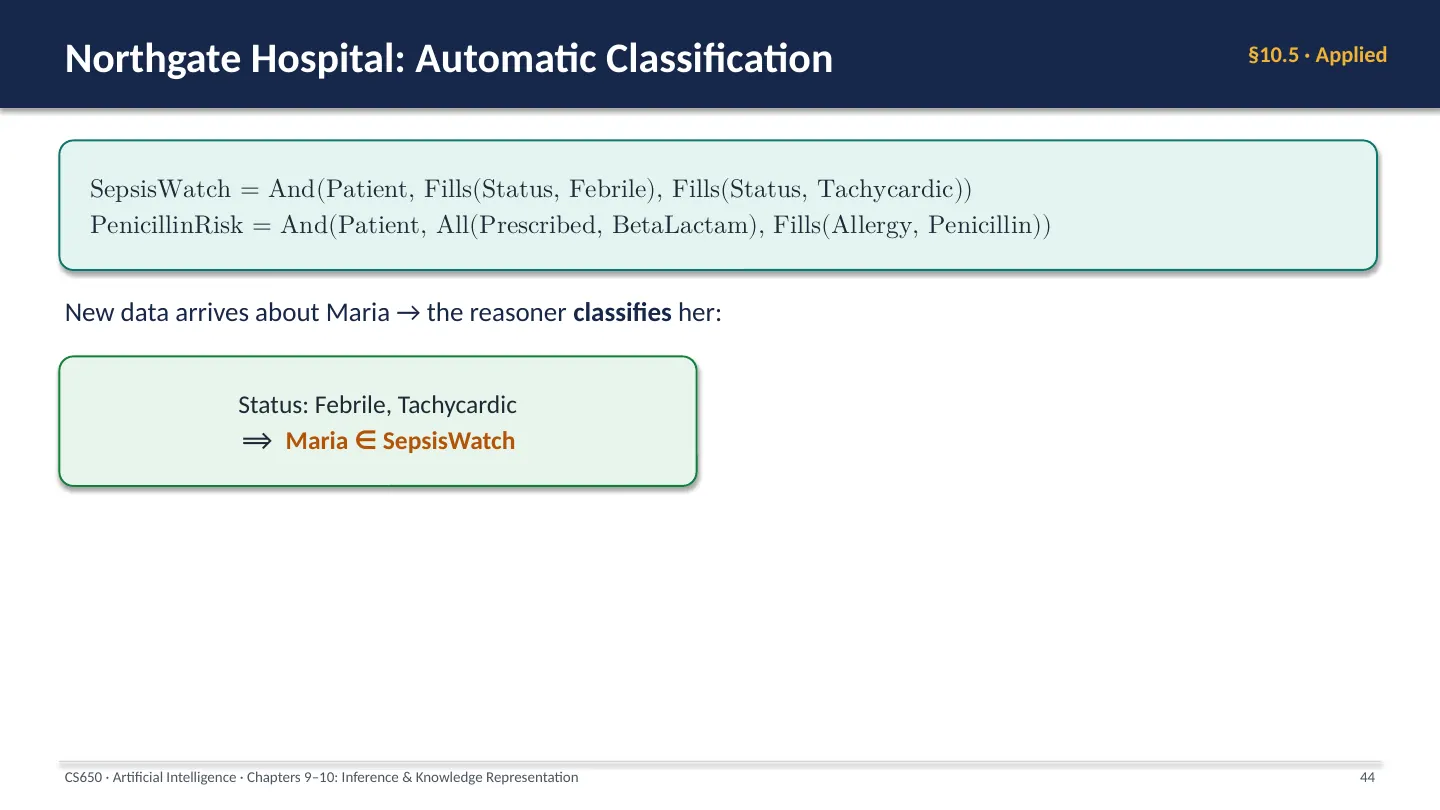 Northgate Hospital: Automatic Classification
§10.5 · Applied
SepsisWatch = And(Patient, Fills(Status, Febrile), Fills(Status, Tachycardic))
PenicillinRisk = And(Patient, All(Prescribed, BetaLactam), Fills(Allergy, Penicillin))
New data arrives about Maria → the reasoner classifies her:
Status: Febrile, Tachycardic
⟹ Maria ∈ SepsisWatch
CS650 · Artificial Intelligence · Chapters 9–10: Inference & Knowledge Representation
44